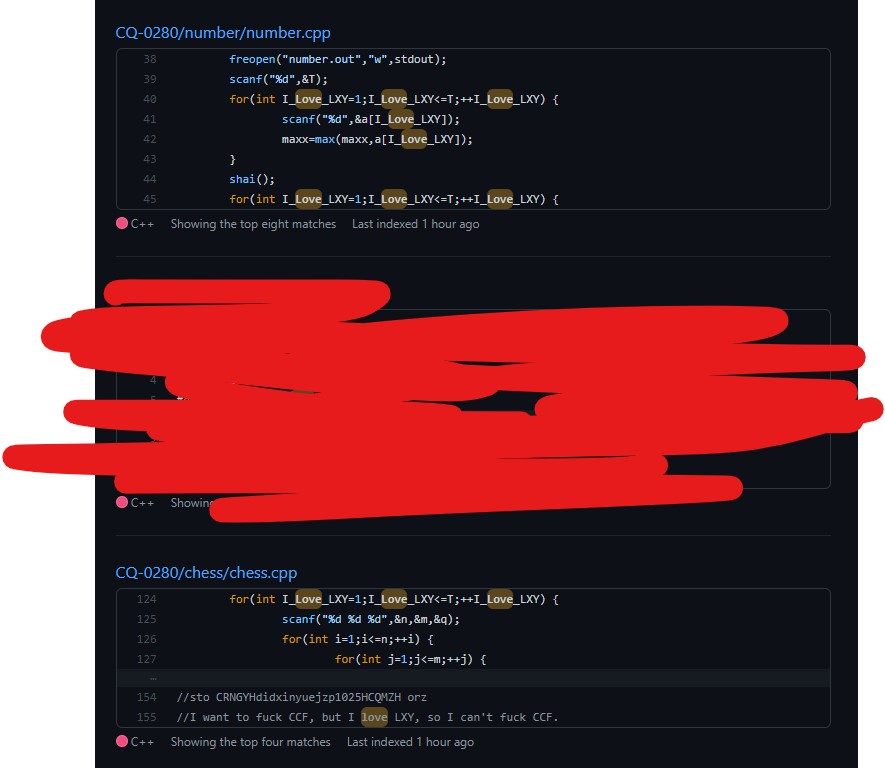 CQ-0280/number/number.cpp
38 freopen("number.out","w",stdout);
39 scanf("%d",&T);
40 for(int I_Love_LXY=1;I_Love_LXY<=T;++I_Love_LXY) {
41 scanf("%d",&a[I_Love_LXY]);
42 maxx=max(maxx,a[I_Love_LXY]);
43 }
44 shai();
45 for(int I_Love_LXY=1;I_Love_LXY<=T;++I_Love_LXY) {
C++ Showing the top eight matches Last indexed 1 hour ago
4
C++ Showing
CQ-0280/chess/chess.cpp
124 for(int I_Love_LXY=1;I_Love_LXY<=T;++I_Love_LXY) {
125 scanf("%d %d %d",&n,&m,&q);
126 for(int i=1;i<=n;++i) {
127 for(int j=1;j<=m;++j) {
…
154 //sto CRNGYHdidxinyuejzp1025HCQMZH orz
155 //I want to fuck CCF, but I love LXY, so I can't fuck CCF.
C++ Showing the top four matches Last indexed 1 hour ago